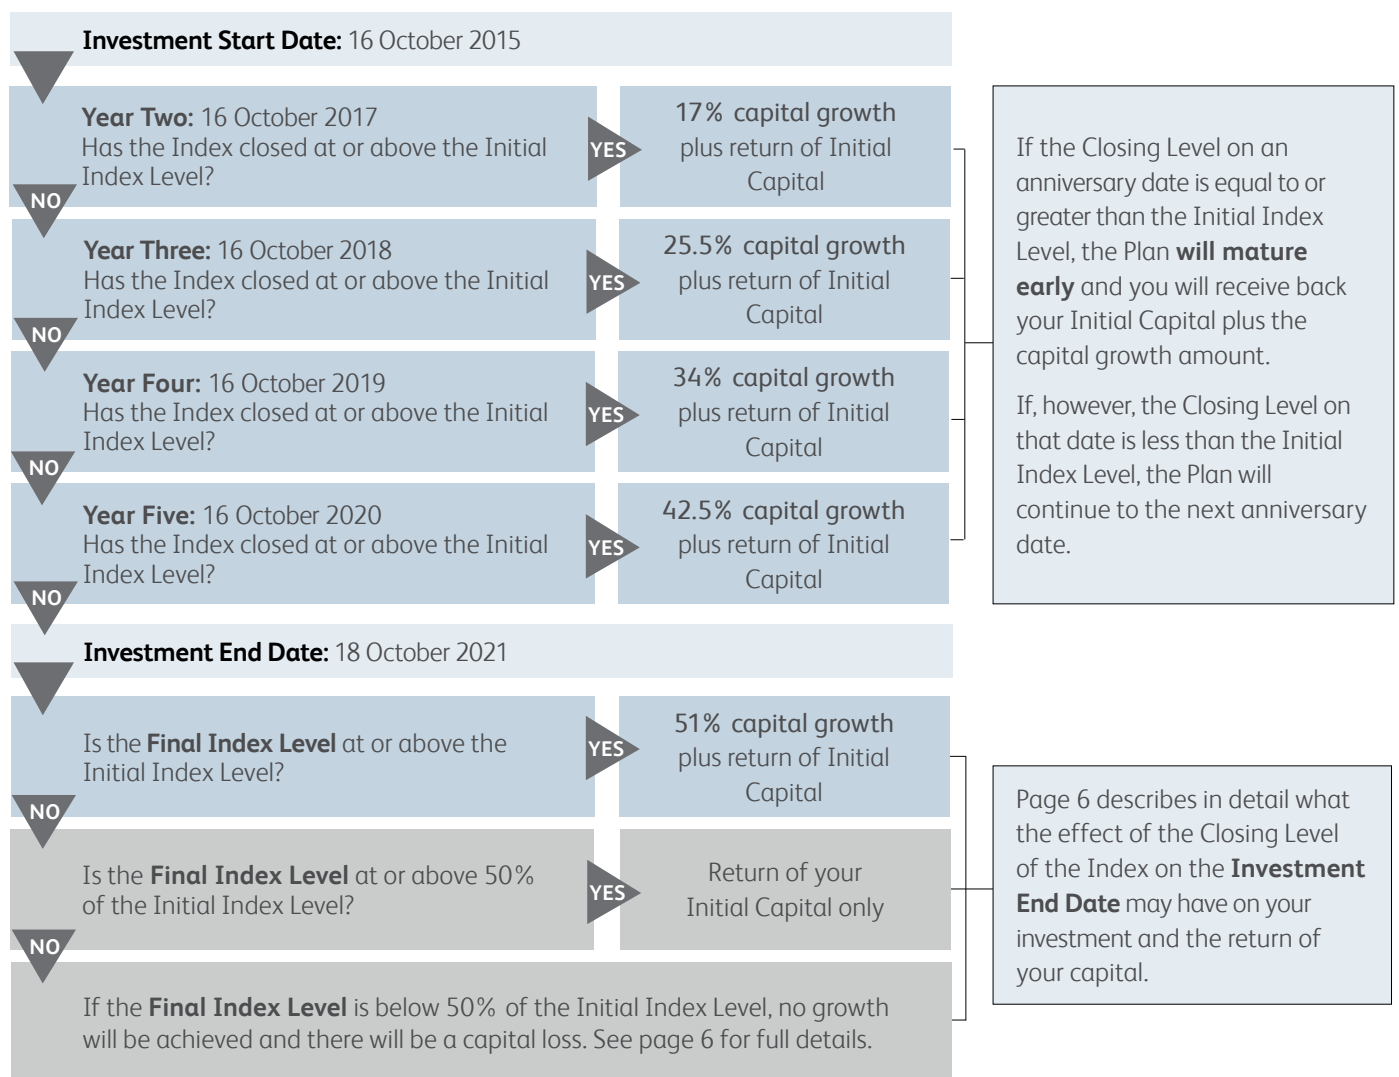 Investment Start Date: 16 October 2015
Year Two: 16 October 2017
Has the Index closed at or above the Initial
Index Level?
YES
17% capital growth
plus return of Initial
Capital
NO
Year Three: 16 October 2018
Has the Index closed at or above the Initial
Index Level?
YES
25.5% capital growth
plus return of Initial
Capital
NO
Year Four: 16 October 2019
Has the Index closed at or above the Initial
Index Level?
YES
34% capital growth
plus return of Initial
Capital
NO
Year Five: 16 October 2020
Has the Index closed at or above the Initial
Index Level?
YES
42.5% capital growth
plus return of Initial
Capital
NO
If the Closing Level on an
anniversary date is equal to or
greater than the Initial Index
Level, the Plan will mature
early and you will receive back
your Initial Capital plus the
capital growth amount.
If, however, the Closing Level on
that date is less than the Initial
Index Level, the Plan will
continue to the next anniversary
date.
Investment End Date: 18 October 2021
Is the Final Index Level at or above the
Initial Index Level?
YES
51% capital growth
plus return of Initial
Capital
NO
Is the Final Index Level at or above 50%
of the Initial Index Level?
YES
Return of your
Initial Capital only
NO
If the Final Index Level is below 50% of the Initial Index Level, no growth
will be achieved and there will be a capital loss. See page 6 for full details.
Page 6 describes in detail what
the effect of the Closing Level
of the Index on the Investment
End Date may have on your
investment and the return of
your capital.